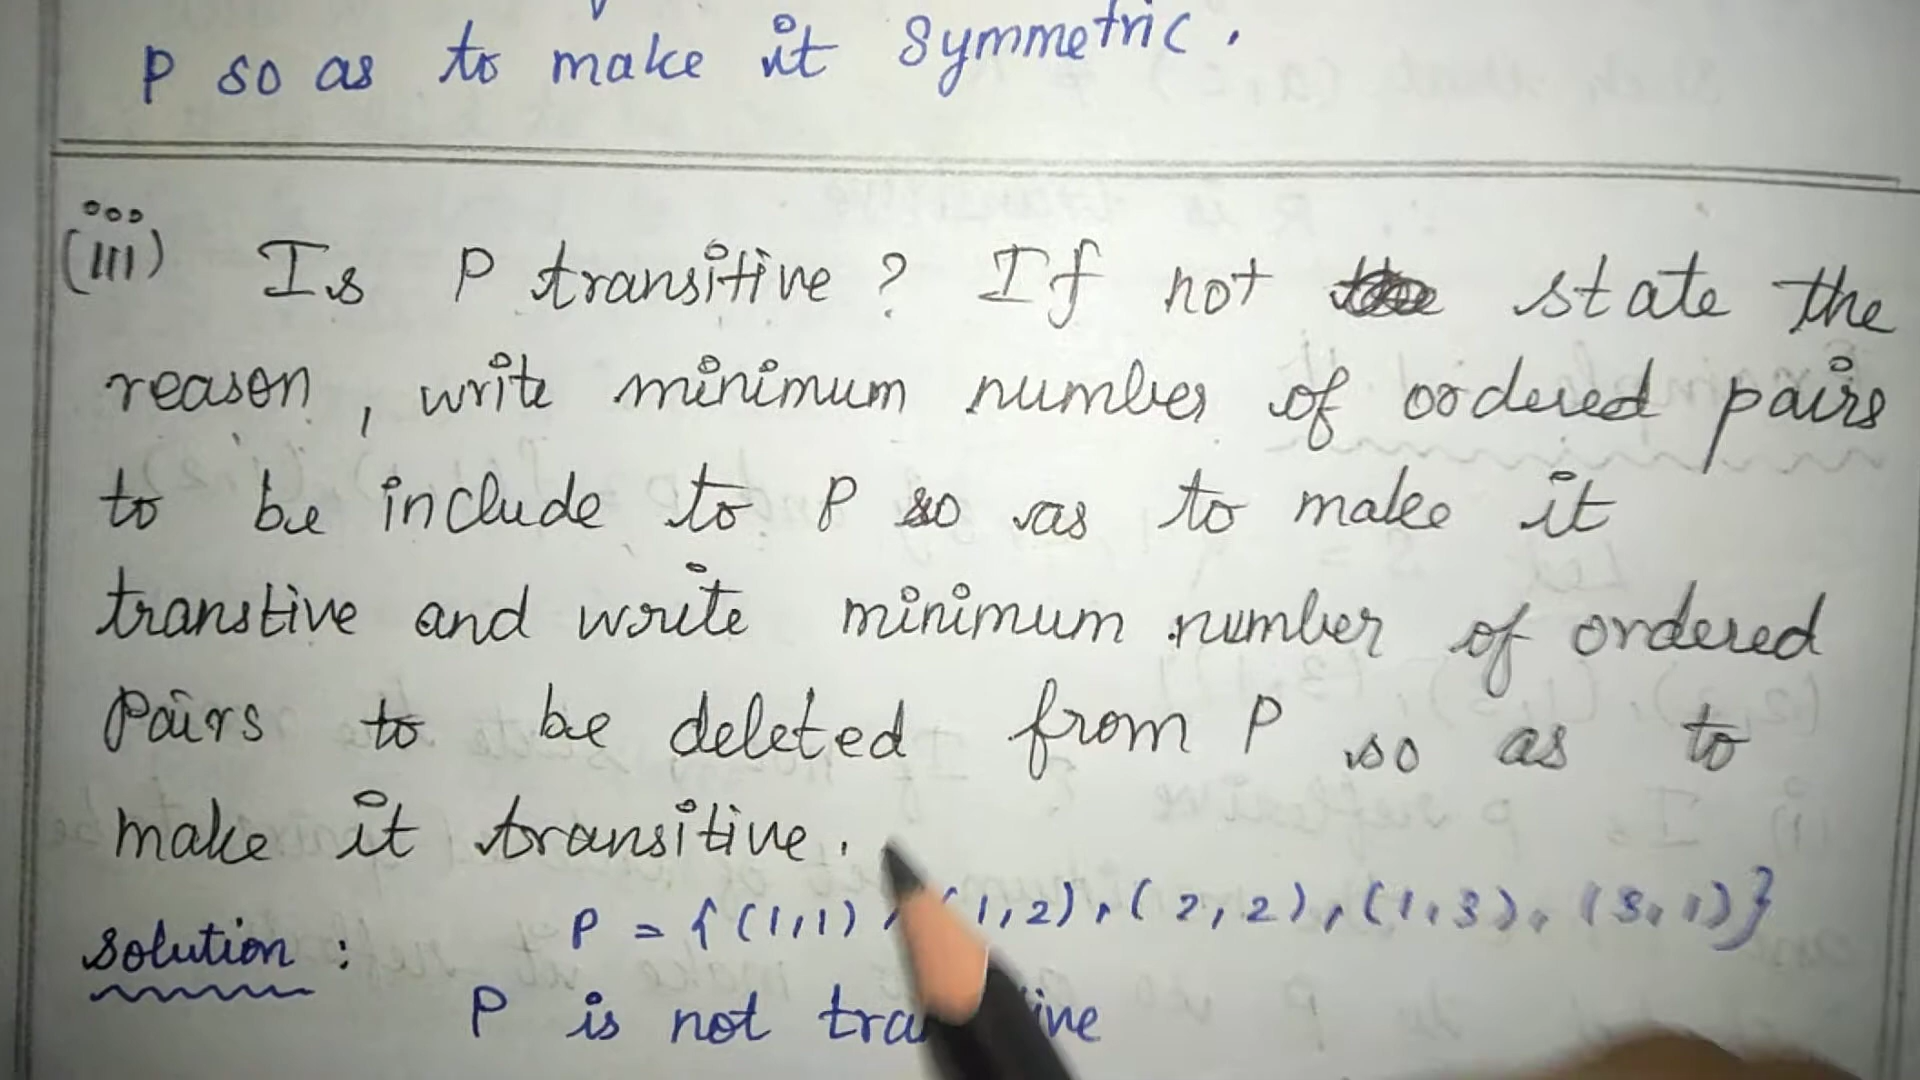 P so as to make it symmetric.
(iii) Is P transitive? If not state the
reason, write minimum number of ordered pairs
to be include to P so as to make it
transtive and write minimum number of ordered
Pairs to be deleted from P so as to
make it transitive.
solution: P = {(1,1), (1,2), (2,2), (1,3), (3,1)}
P is not